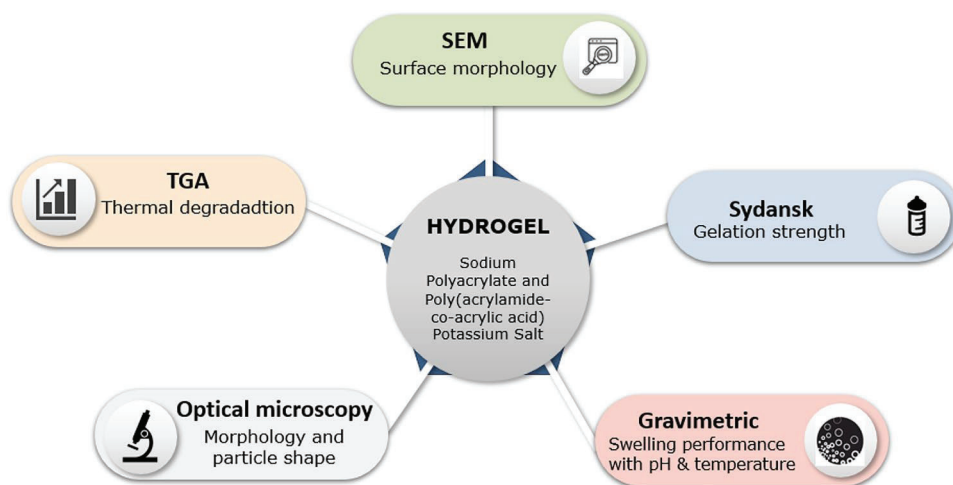 SEM
Surface morphology
TGA
Thermal degradadtion
HYDROGEL
Sodium
Polyacrylate and
Poly(acrylamide-
co-acrylic acid)
Potassium Salt
Sydansk
Gelation strength
Optical microscopy
Morphology and
particle shape
Gravimetric
Swelling performance
with pH & temperature